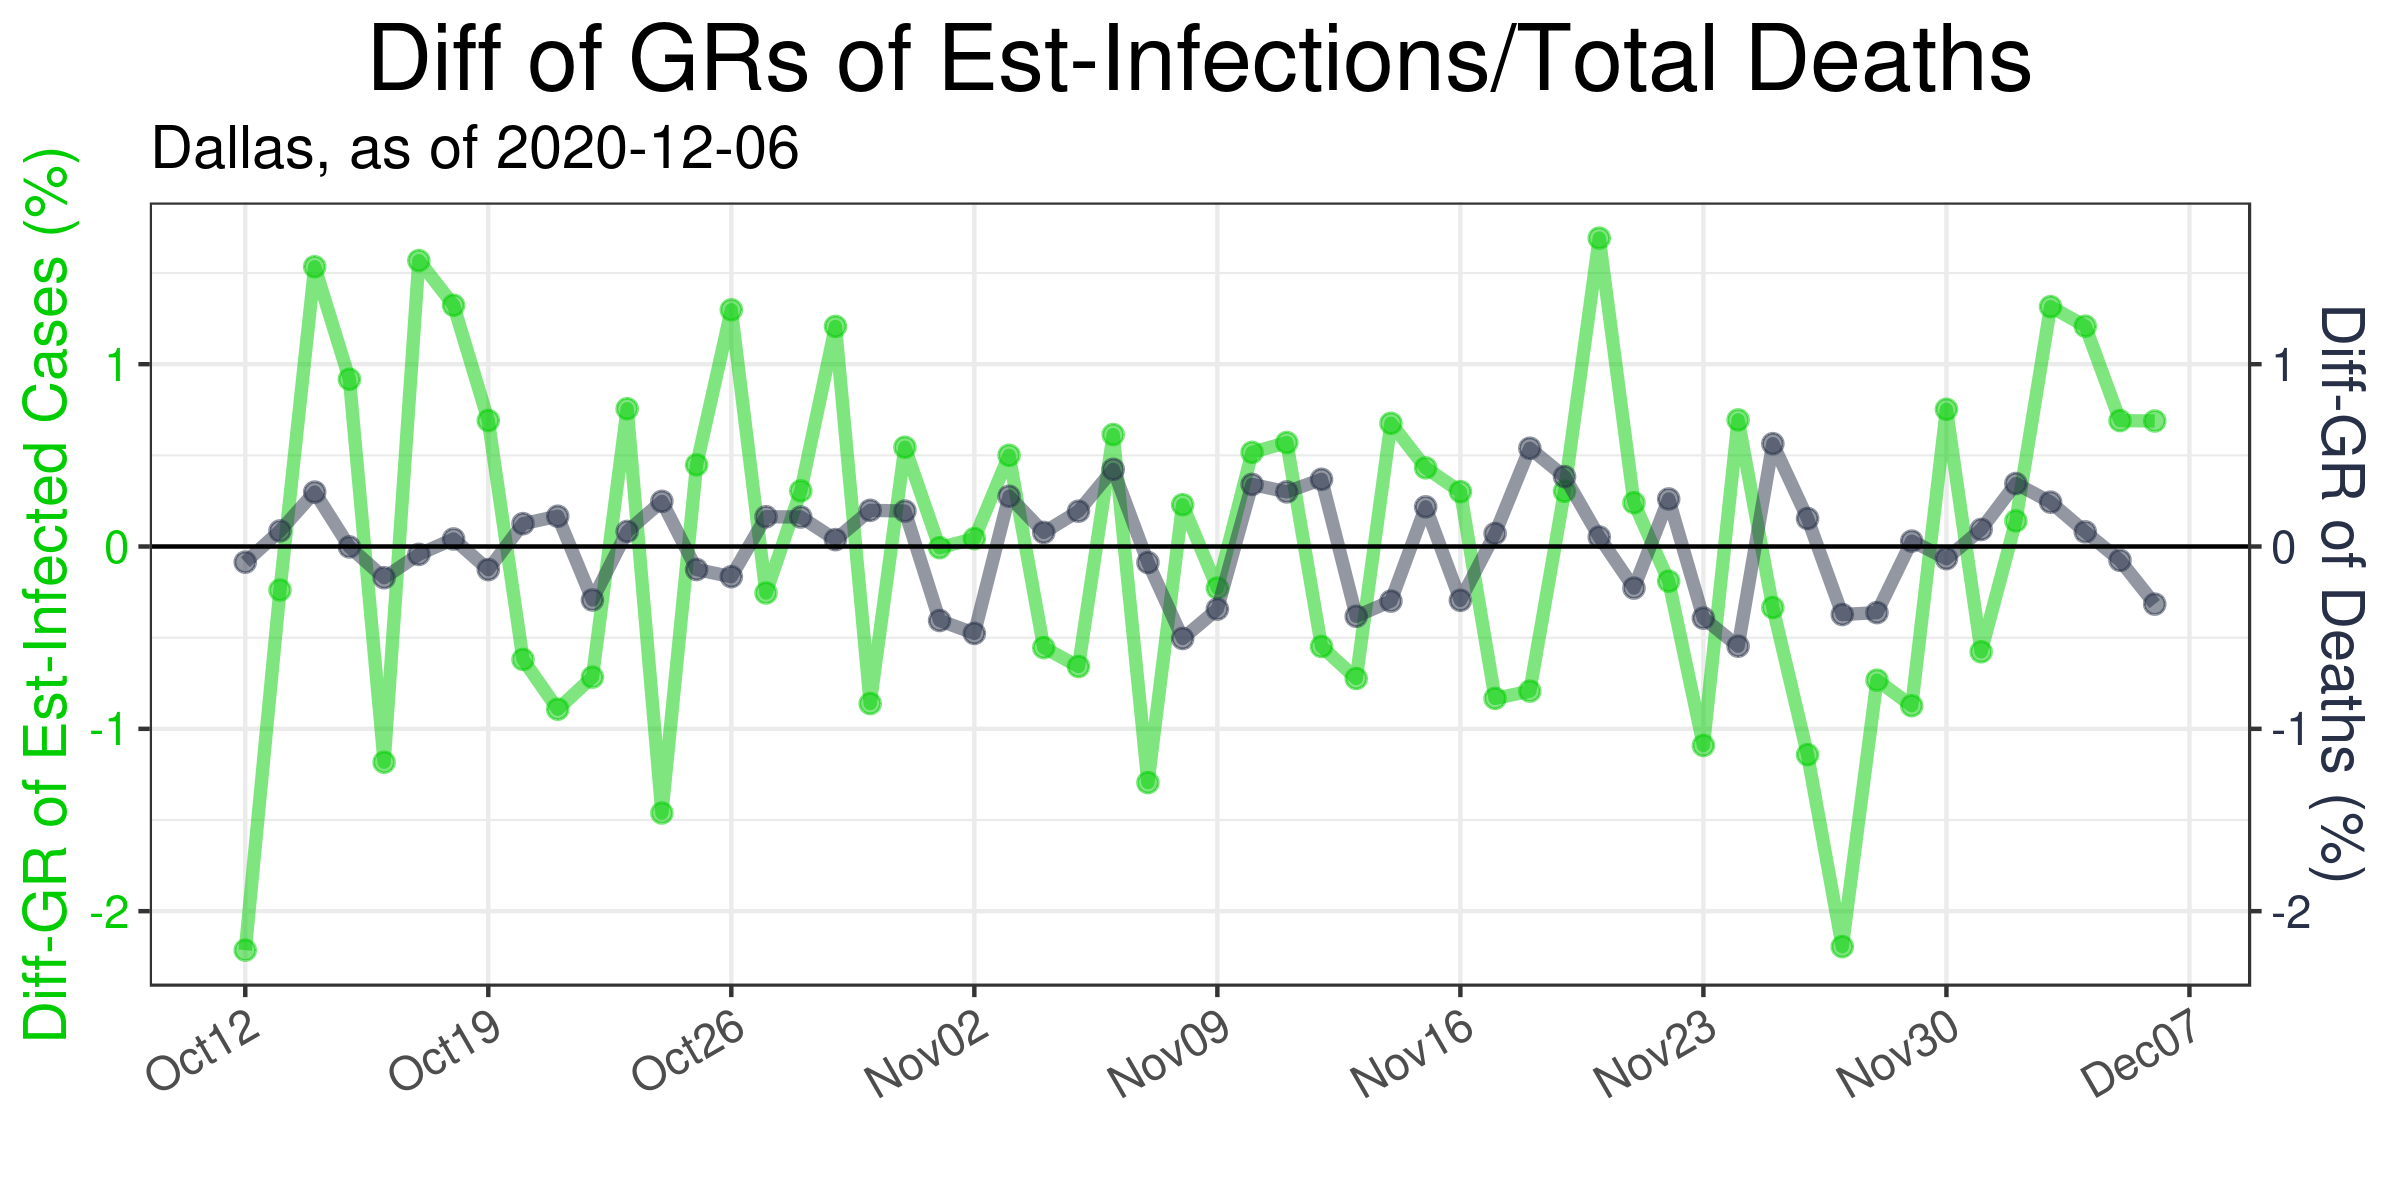 Diff of GRs of Est-Infections/Total Deaths
Dallas, as of 2020-12-06
Diff-GR of Est-Infected Cases (%)
1
0
-1
-2
1
0
-1
-2
Diff-GR of Deaths (%)
Oct12
Oct19
Oct26
Nov02
Nov09
Nov16
Nov23
Nov30
Dec07